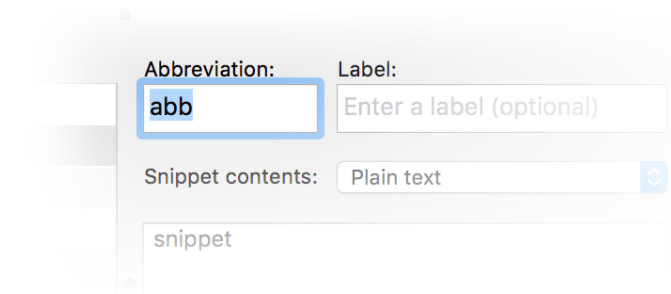 Abbreviation: Label:
abb Enter a label (optional)
Snippet contents: Plain text
snippet